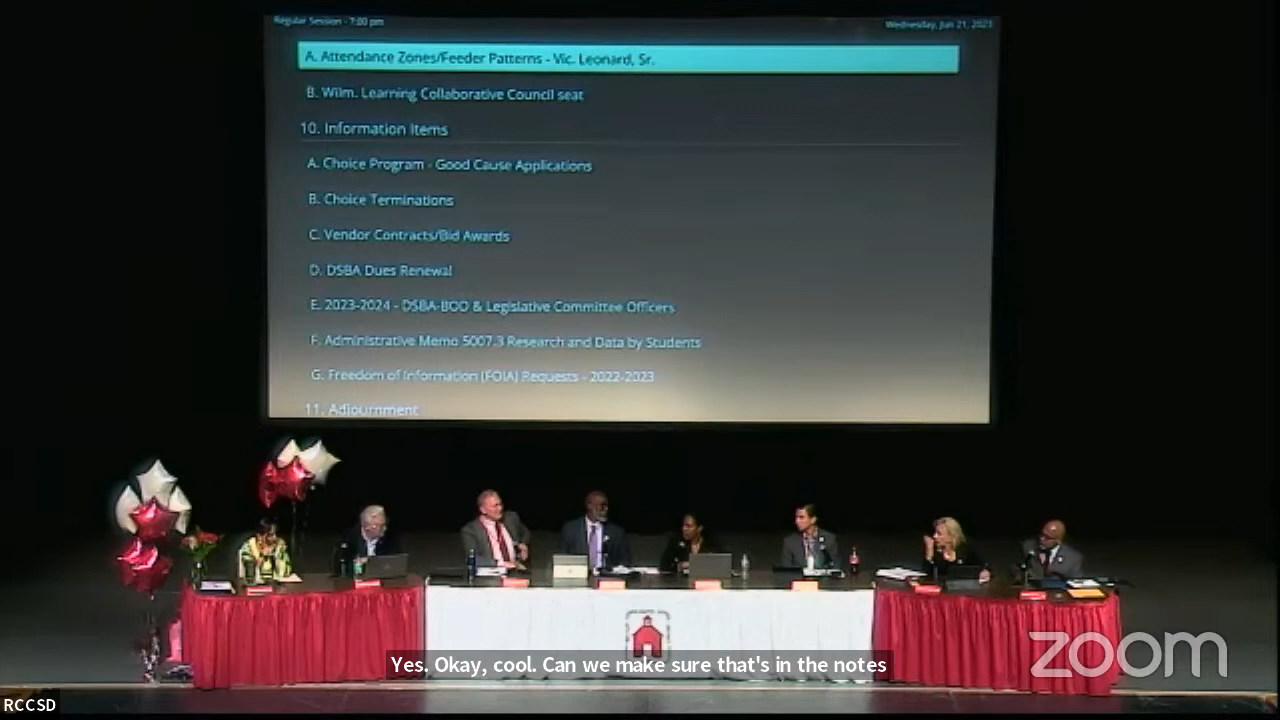 Regular Session - 7:00 pm
Wednesday, Jun 21, 2023
A. Attendance Zones/Feeder Patterns - Vic. Leonard, Sr.
B. Wilm. Learning Collaborative Council seat
10. Information Items
A. Choice Program - Good Cause Applications
B. Choice Terminations
C. Vendor Contracts/Bid Awards
D. DSBA Dues Renewal
E. 2023-2024 - DSBA-BOD & Legislative Committee Officers
F. Administrative Memo 5007.3 Research and Data by Students
G. Freedom of Information (FOIA) Requests - 2022-2023
11. Adjournment
Yes. Okay, cool. Can we make sure that's in the notes
zoom
RCCSD